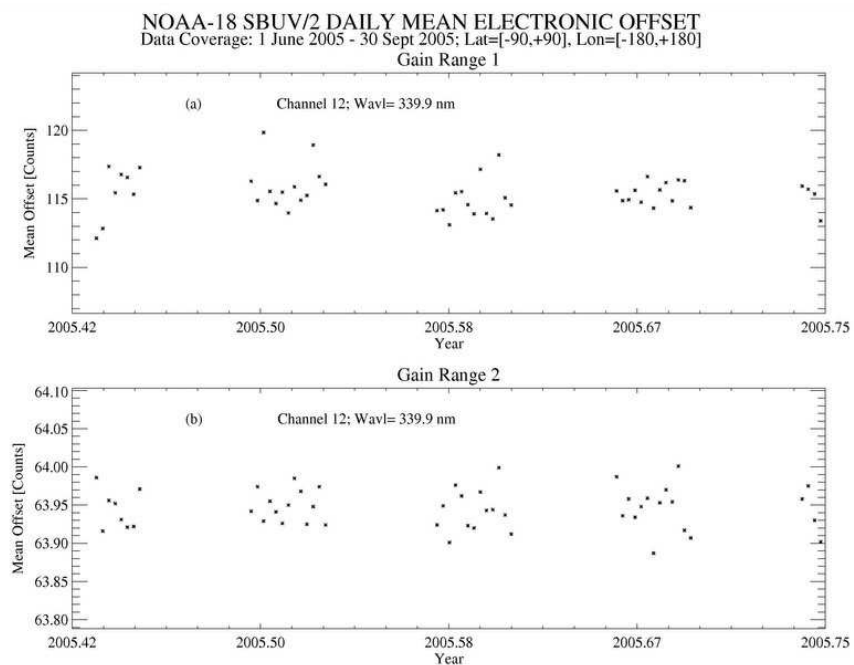 NOAA-18 SBUV/2 DAILY MEAN ELECTRONIC OFFSET
Data Coverage: 1 June 2005 - 30 Sept 2005; Lat=[-90,+90], Lon=[-180,+180]
Gain Range 1
(a) Channel 12; Wavl= 339.9 nm
Mean Offset [Counts]
120
115
110
2005.42 2005.50 2005.58 2005.67 2005.75
Year
Gain Range 2
(b) Channel 12; Wavl= 339.9 nm
Mean Offset [Counts]
64.10
64.05
64.00
63.95
63.90
63.85
63.80
2005.42 2005.50 2005.58 2005.67 2005.75
Year